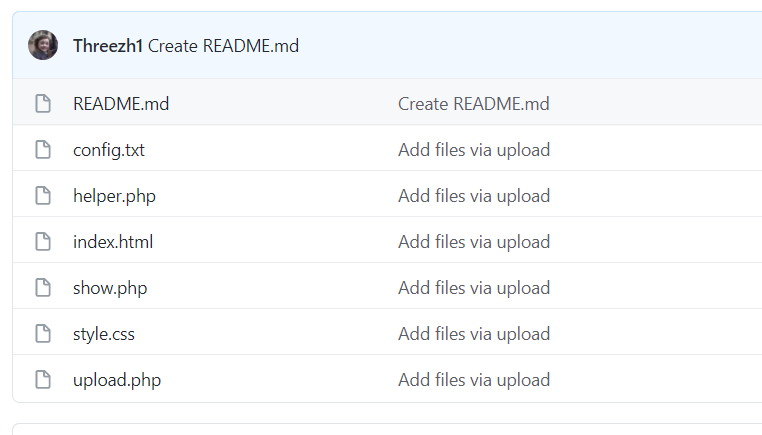 Threezh1 Create README.md
README.md Create README.md
config.txt Add files via upload
helper.php Add files via upload
index.html Add files via upload
show.php Add files via upload
style.css Add files via upload
upload.php Add files via upload